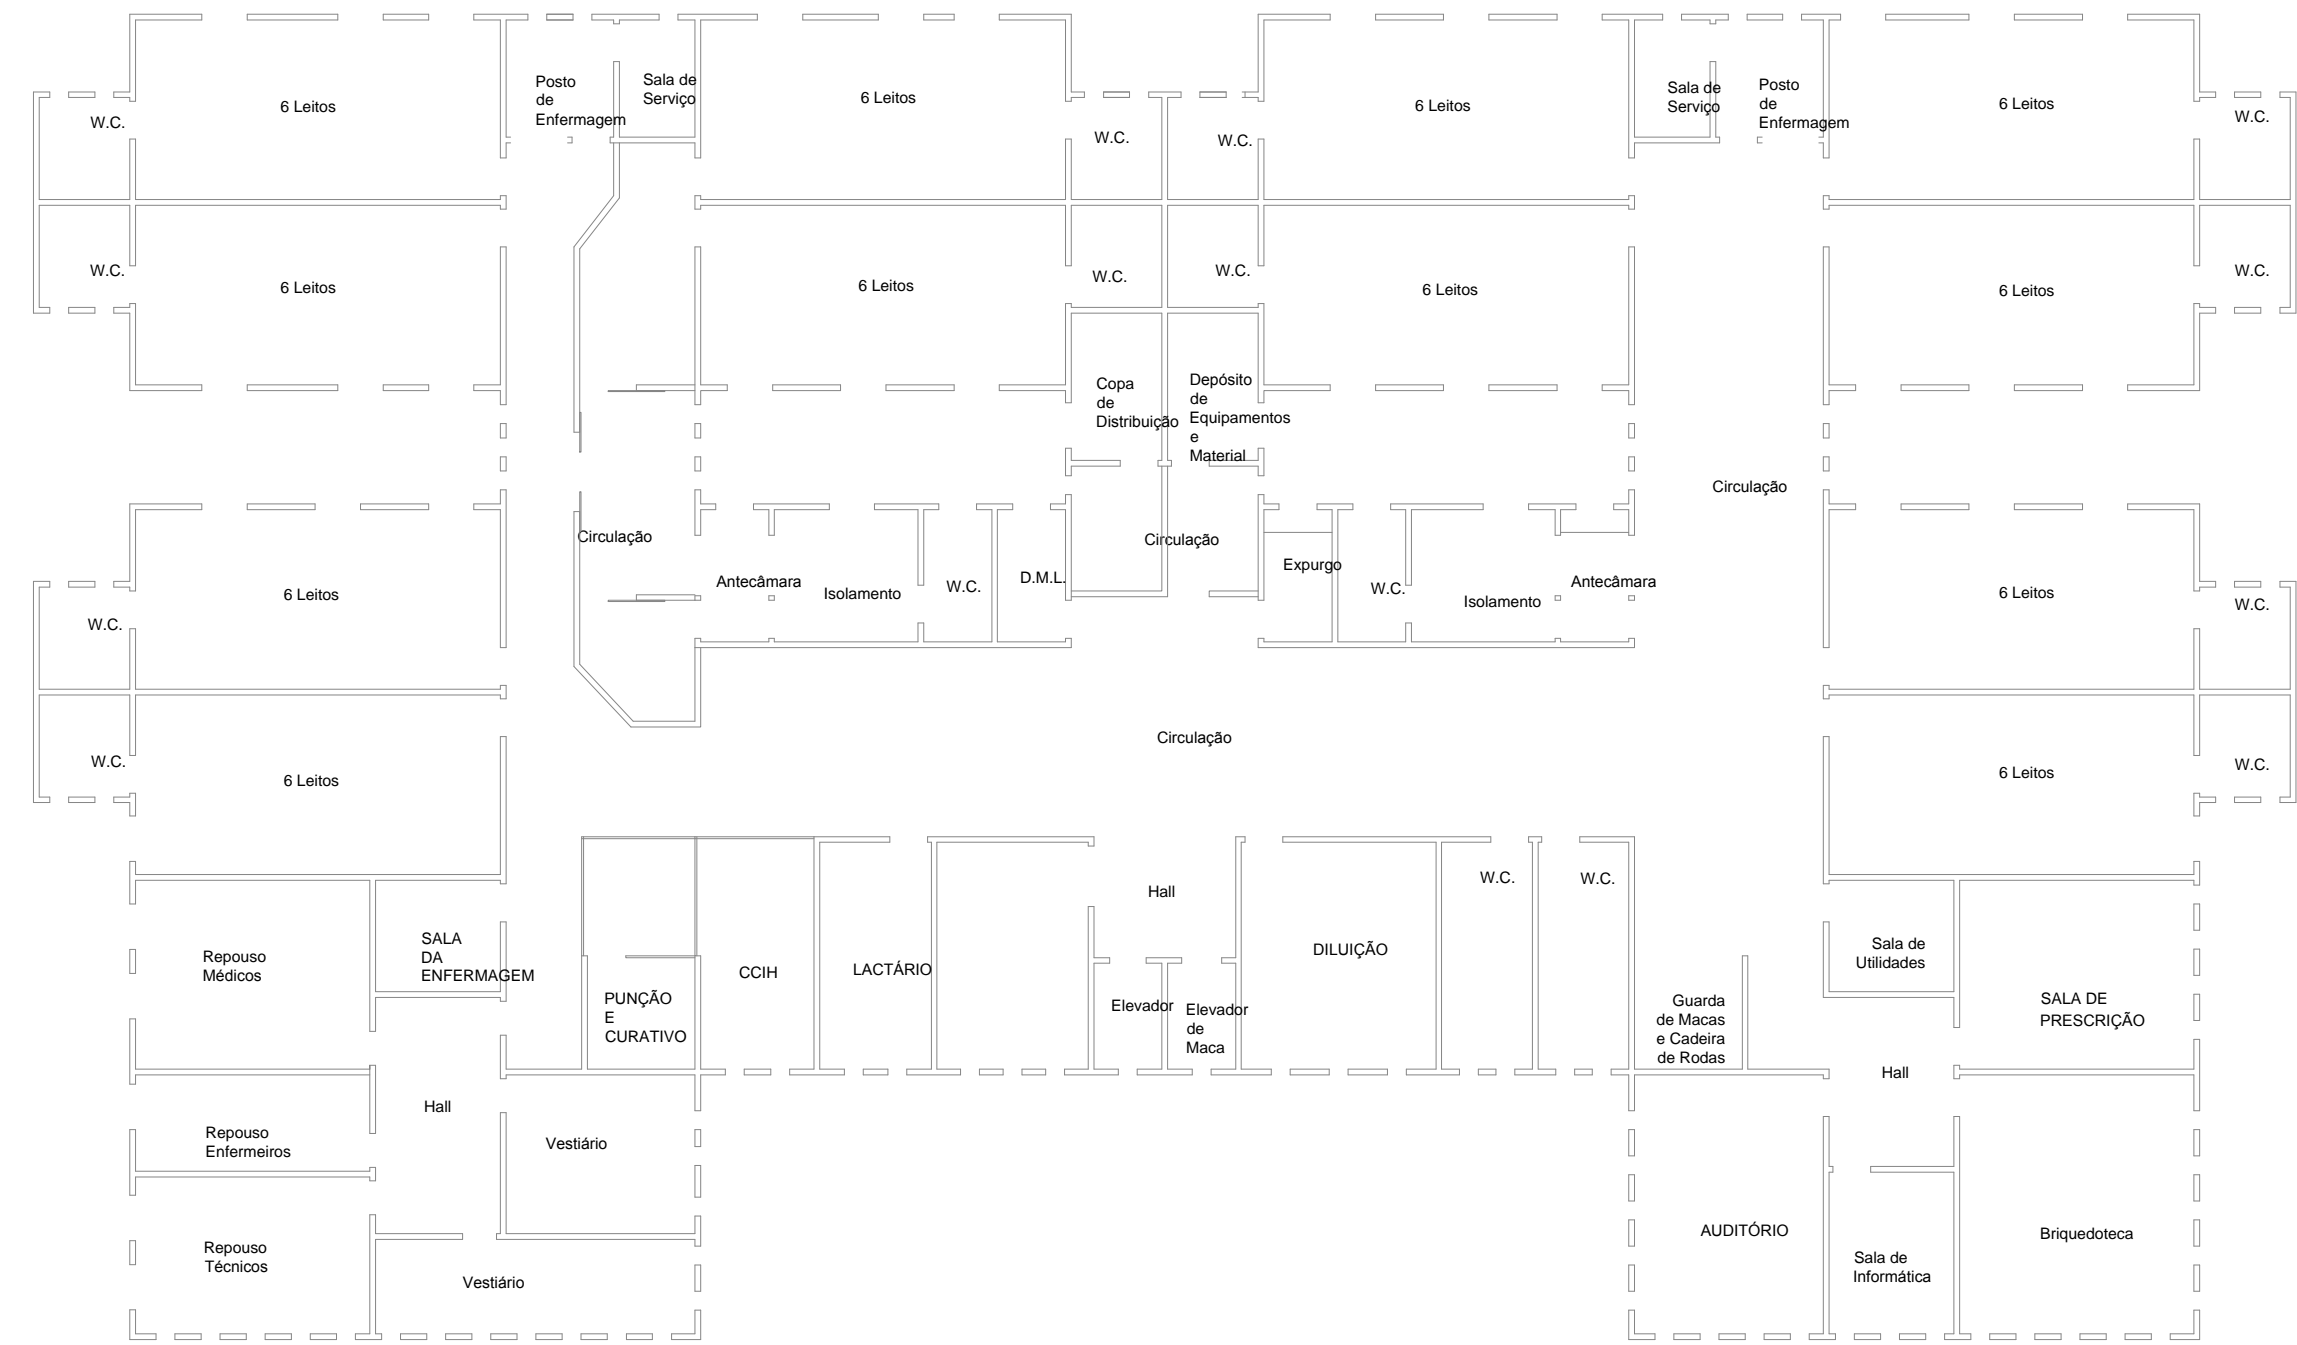 Posto
de
Enfermagem
Sala de
Serviço
Sala de
Serviço
Posto
de
Enfermagem
6 Leitos
6 Leitos
6 Leitos
6 Leitos
W.C.
W.C.
W.C.
W.C.
W.C.
W.C.
W.C.
W.C.
6 Leitos
6 Leitos
6 Leitos
6 Leitos
Copa
de
Distribuição
Depósito
de
Equipamentos
e
Material
Circulação
Circulação
Circulação
Expurgo
Antecâmara
Isolamento
W.C.
D.M.L.
W.C.
Isolamento
Antecâmara
6 Leitos
6 Leitos
W.C.
W.C.
Circulação
W.C.
W.C.
6 Leitos
6 Leitos
Hall
W.C.
W.C.
Repouso
Médicos
SALA
DA
ENFERMAGEM
PUNÇÃO
E
CURATIVO
CCIH
LACTÁRIO
Elevador
Elevador
de
Maca
DILUIÇÃO
Guarda
de Macas
e Cadeira
de Rodas
Sala de
Utilidades
SALA DE
PRESCRIÇÃO
Hall
Hall
Repouso
Enfermeiros
Vestiário
Repouso
Técnicos
Vestiário
AUDITÓRIO
Sala de
Informática
Briquedoteca